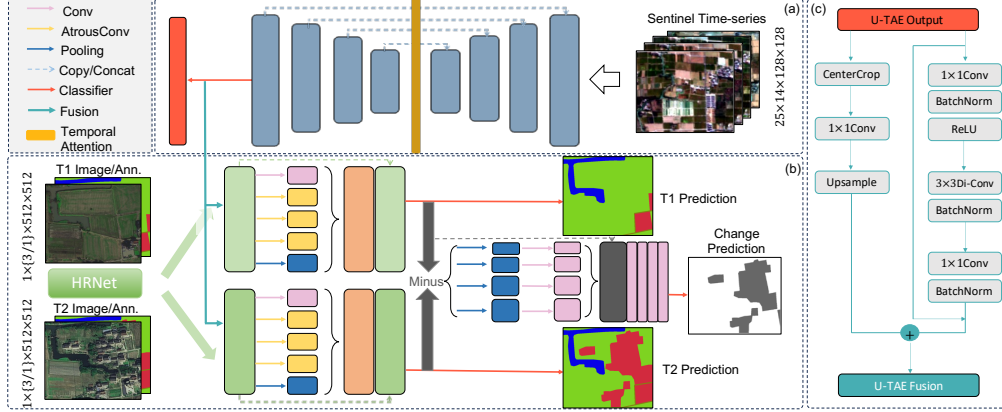 Conv
AtrousConv
Pooling
Copy/Concat
Classifier
Fusion
Temporal
Attention
(a)
Sentinel Time-series
25×14×128×128
(b)
T1 Image/Ann.
1×{3/1}×512×512
HRNet
T2 Image/Ann.
1×{3/1}×512×512
T1 Prediction
Minus
Change
Prediction
T2 Prediction
(c)
U-TAE Output
CenterCrop
1×1Conv
Upsample
1×1Conv
BatchNorm
ReLU
3×3Di-Conv
BatchNorm
1×1Conv
BatchNorm
+
U-TAE Fusion